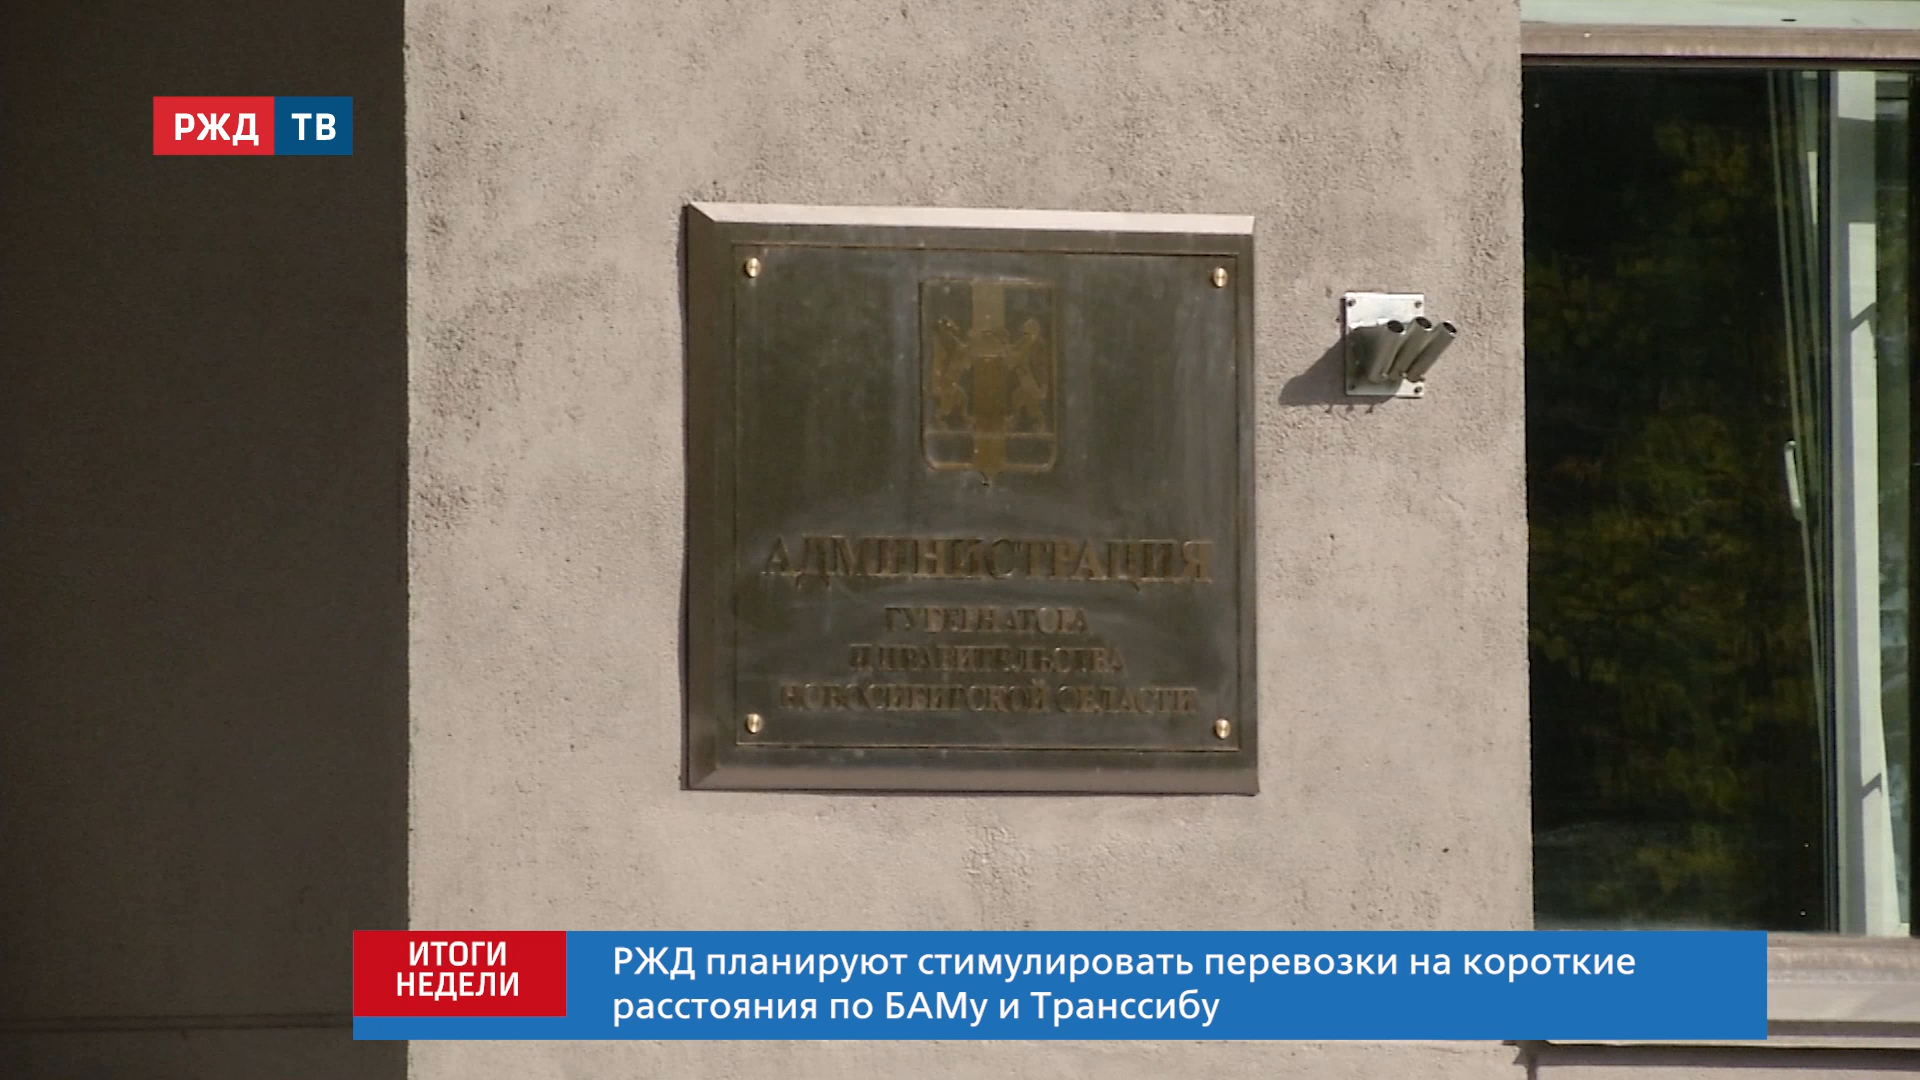 РЖД ТВ
АДМИНИСТРАЦИЯ
ГУБЕРНАТОРА
И ПРАВИТЕЛЬСТВА
НОВОСИБИРСКОЙ ОБЛАСТИ
ИТОГИ
НЕДЕЛИ
РЖД планируют стимулировать перевозки на короткие
расстояния по БАМу и Транссибу